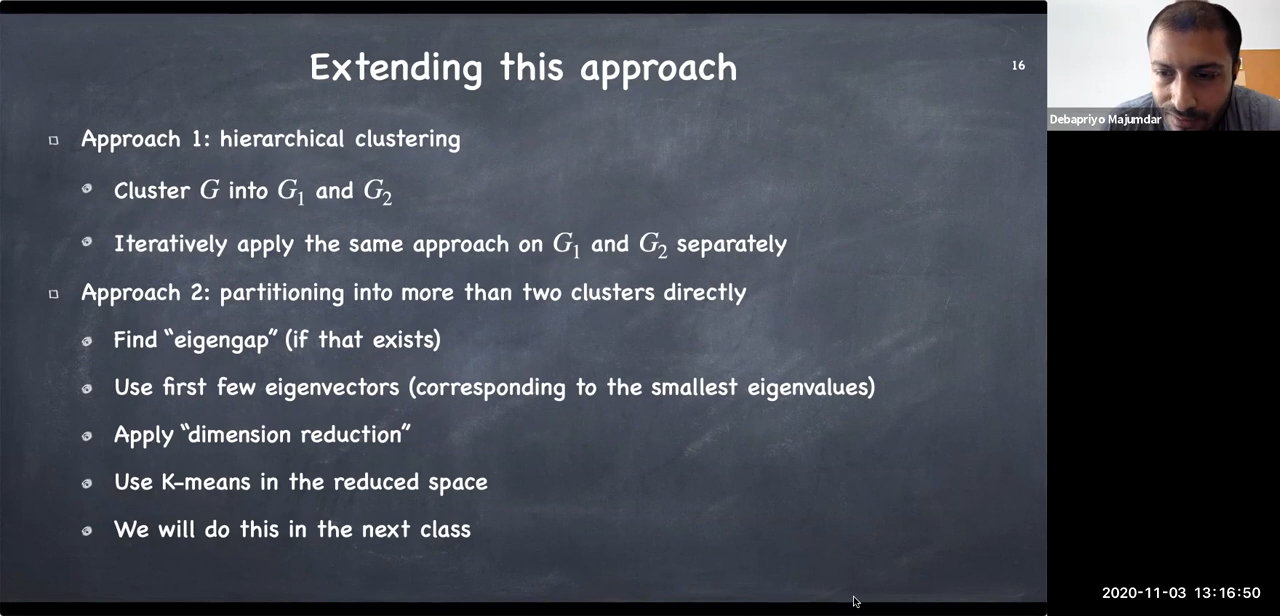 Extending this approach
16
Approach 1: hierarchical clustering
Cluster G into G₁ and G₂
Iteratively apply the same approach on G₁ and G₂ separately
Approach 2: partitioning into more than two clusters directly
Find “eigengap” (if that exists)
Use first few eigenvectors (corresponding to the smallest eigenvalues)
Apply “dimension reduction”
Use K-means in the reduced space
We will do this in the next class
Debapriyo Majumdar
2020-11-03 13:16:50